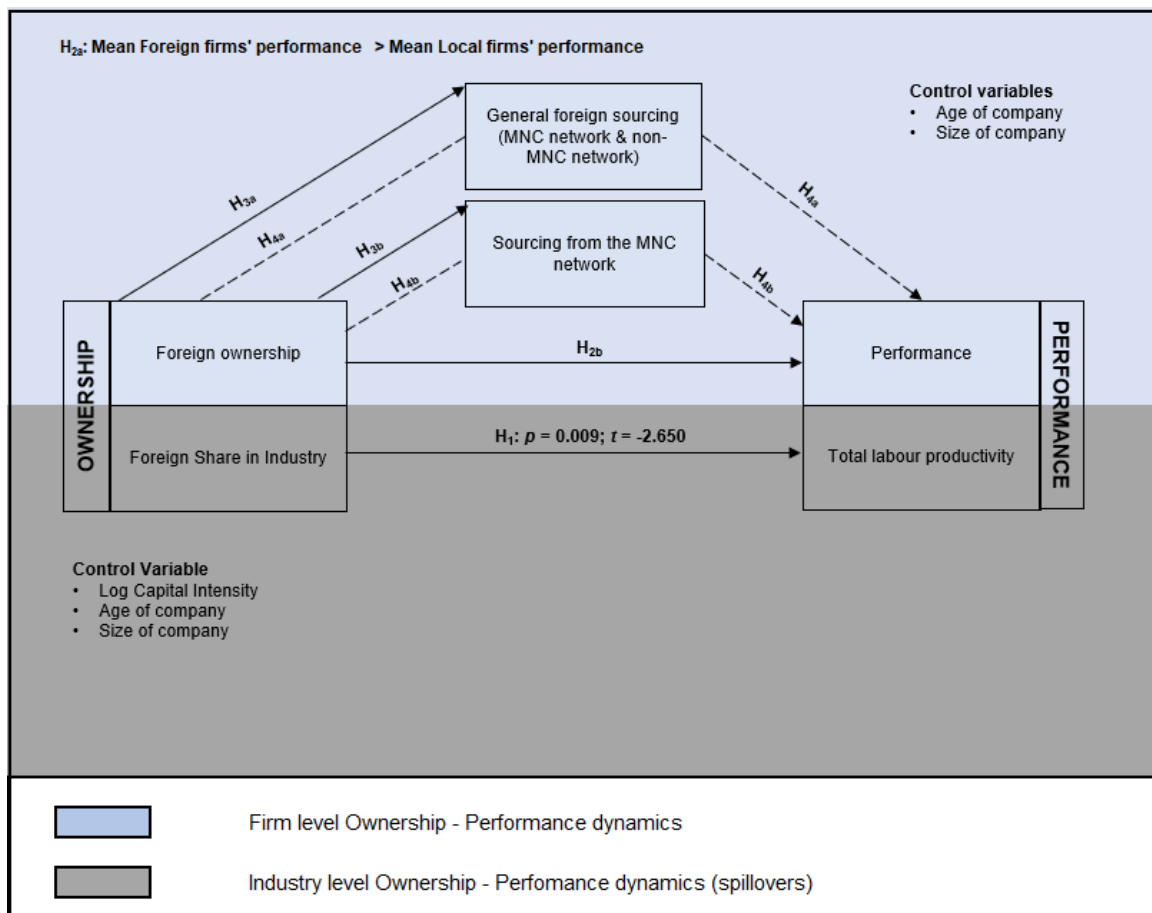 H2a: Mean Foreign firms' performance > Mean Local firms' performance
Control variables
• Age of company
• Size of company
General foreign sourcing
(MNC network & non-
MNC network)
H3a
H4a
H4a
H3b
Sourcing from the MNC
network
H4b
H4b
OWNERSHIP
Foreign ownership
H2b
Performance
PERFORMANCE
Foreign Share in Industry
H1: p = 0.009; t = -2.650
Total labour productivity
Control Variable
• Log Capital Intensity
• Age of company
• Size of company
Firm level Ownership - Performance dynamics
Industry level Ownership - Perfomance dynamics (spillovers)